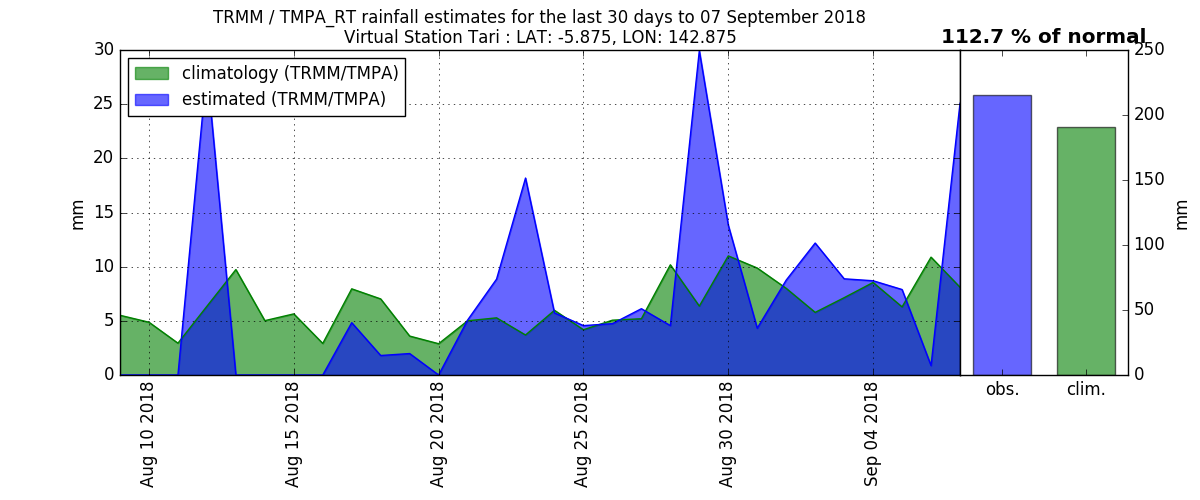 TRMM / TMPA_RT rainfall estimates for the last 30 days to 07 September 2018
Virtual Station Tari : LAT: -5.875, LON: 142.875
112.7 % of normal
climatology (TRMM/TMPA)
estimated (TRMM/TMPA)
30
25
20
15
10
5
0
mm
Aug 10 2018
Aug 15 2018
Aug 20 2018
Aug 25 2018
Aug 30 2018
Sep 04 2018
obs.
clim.
250
200
150
100
50
0
mm